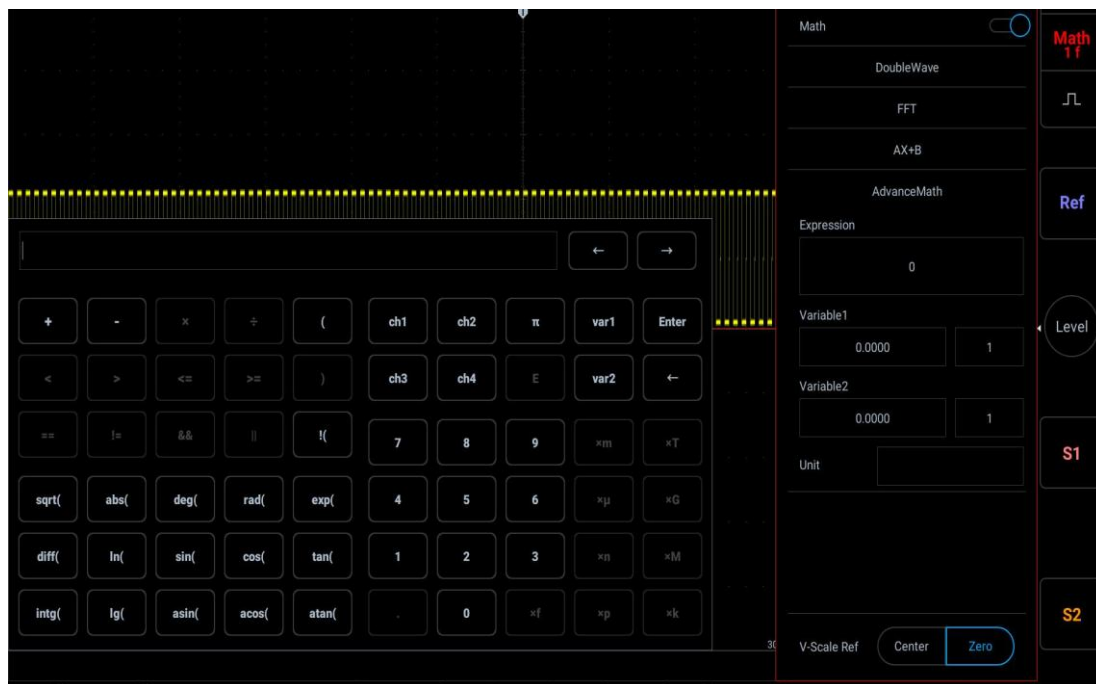 Math
Math
1 f
DoubleWave
FFT
AX+B
AdvanceMath
Ref
Expression
0
← →
+ - × ÷ ( ch1 ch2 π var1 Enter
Variable1
0.0000 1
Level
< > <= >= ) ch3 ch4 E var2 ←
Variable2
0.0000 1
== != && || !( 7 8 9 ×m ×T
Unit
S1
sqrt( abs( deg( rad( exp( 4 5 6 ×μ ×G
diff( ln( sin( cos( tan( 1 2 3 ×n ×M
intg( lg( asin( acos( atan( . 0 ×f ×p ×k
S2
30
V-Scale Ref Center Zero